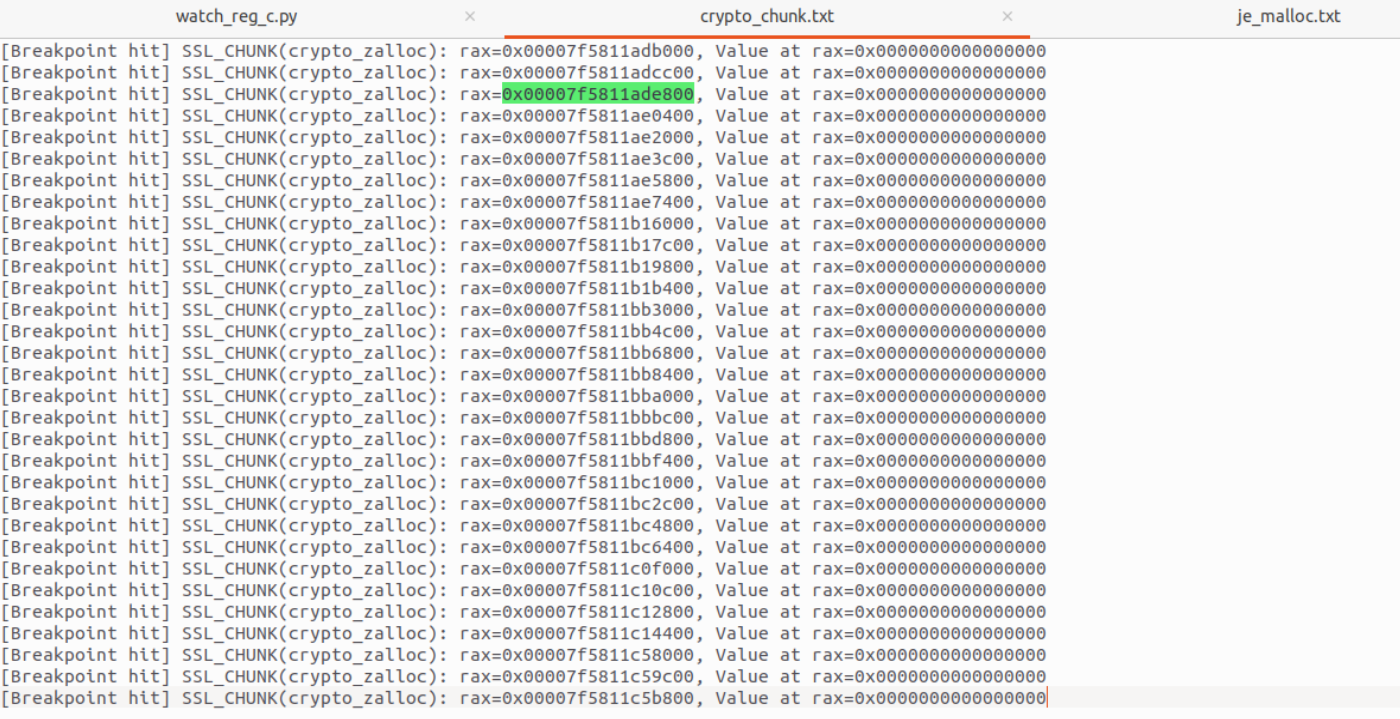 watch_reg_c.py × crypto_chunk.txt × je_malloc.txt
[Breakpoint hit] SSL_CHUNK(crypto_zalloc): rax=0x00007f5811adb000, Value at rax=0x0000000000000000
[Breakpoint hit] SSL_CHUNK(crypto_zalloc): rax=0x00007f5811adcc00, Value at rax=0x0000000000000000
[Breakpoint hit] SSL_CHUNK(crypto_zalloc): rax=0x00007f5811ade800, Value at rax=0x0000000000000000
[Breakpoint hit] SSL_CHUNK(crypto_zalloc): rax=0x00007f5811ae0400, Value at rax=0x0000000000000000
[Breakpoint hit] SSL_CHUNK(crypto_zalloc): rax=0x00007f5811ae2000, Value at rax=0x0000000000000000
[Breakpoint hit] SSL_CHUNK(crypto_zalloc): rax=0x00007f5811ae3c00, Value at rax=0x0000000000000000
[Breakpoint hit] SSL_CHUNK(crypto_zalloc): rax=0x00007f5811ae5800, Value at rax=0x0000000000000000
[Breakpoint hit] SSL_CHUNK(crypto_zalloc): rax=0x00007f5811ae7400, Value at rax=0x0000000000000000
[Breakpoint hit] SSL_CHUNK(crypto_zalloc): rax=0x00007f5811b16000, Value at rax=0x0000000000000000
[Breakpoint hit] SSL_CHUNK(crypto_zalloc): rax=0x00007f5811b17c00, Value at rax=0x0000000000000000
[Breakpoint hit] SSL_CHUNK(crypto_zalloc): rax=0x00007f5811b19800, Value at rax=0x0000000000000000
[Breakpoint hit] SSL_CHUNK(crypto_zalloc): rax=0x00007f5811b1b400, Value at rax=0x0000000000000000
[Breakpoint hit] SSL_CHUNK(crypto_zalloc): rax=0x00007f5811bb3000, Value at rax=0x0000000000000000
[Breakpoint hit] SSL_CHUNK(crypto_zalloc): rax=0x00007f5811bb4c00, Value at rax=0x0000000000000000
[Breakpoint hit] SSL_CHUNK(crypto_zalloc): rax=0x00007f5811bb6800, Value at rax=0x0000000000000000
[Breakpoint hit] SSL_CHUNK(crypto_zalloc): rax=0x00007f5811bb8400, Value at rax=0x0000000000000000
[Breakpoint hit] SSL_CHUNK(crypto_zalloc): rax=0x00007f5811bba000, Value at rax=0x0000000000000000
[Breakpoint hit] SSL_CHUNK(crypto_zalloc): rax=0x00007f5811bbbc00, Value at rax=0x0000000000000000
[Breakpoint hit] SSL_CHUNK(crypto_zalloc): rax=0x00007f5811bbd800, Value at rax=0x0000000000000000
[Breakpoint hit] SSL_CHUNK(crypto_zalloc): rax=0x00007f5811bbf400, Value at rax=0x0000000000000000
[Breakpoint hit] SSL_CHUNK(crypto_zalloc): rax=0x00007f5811bc1000, Value at rax=0x0000000000000000
[Breakpoint hit] SSL_CHUNK(crypto_zalloc): rax=0x00007f5811bc2c00, Value at rax=0x0000000000000000
[Breakpoint hit] SSL_CHUNK(crypto_zalloc): rax=0x00007f5811bc4800, Value at rax=0x0000000000000000
[Breakpoint hit] SSL_CHUNK(crypto_zalloc): rax=0x00007f5811bc6400, Value at rax=0x0000000000000000
[Breakpoint hit] SSL_CHUNK(crypto_zalloc): rax=0x00007f5811c0f000, Value at rax=0x0000000000000000
[Breakpoint hit] SSL_CHUNK(crypto_zalloc): rax=0x00007f5811c10c00, Value at rax=0x0000000000000000
[Breakpoint hit] SSL_CHUNK(crypto_zalloc): rax=0x00007f5811c12800, Value at rax=0x0000000000000000
[Breakpoint hit] SSL_CHUNK(crypto_zalloc): rax=0x00007f5811c14400, Value at rax=0x0000000000000000
[Breakpoint hit] SSL_CHUNK(crypto_zalloc): rax=0x00007f5811c58000, Value at rax=0x0000000000000000
[Breakpoint hit] SSL_CHUNK(crypto_zalloc): rax=0x00007f5811c59c00, Value at rax=0x0000000000000000
[Breakpoint hit] SSL_CHUNK(crypto_zalloc): rax=0x00007f5811c5b800, Value at rax=0x0000000000000000